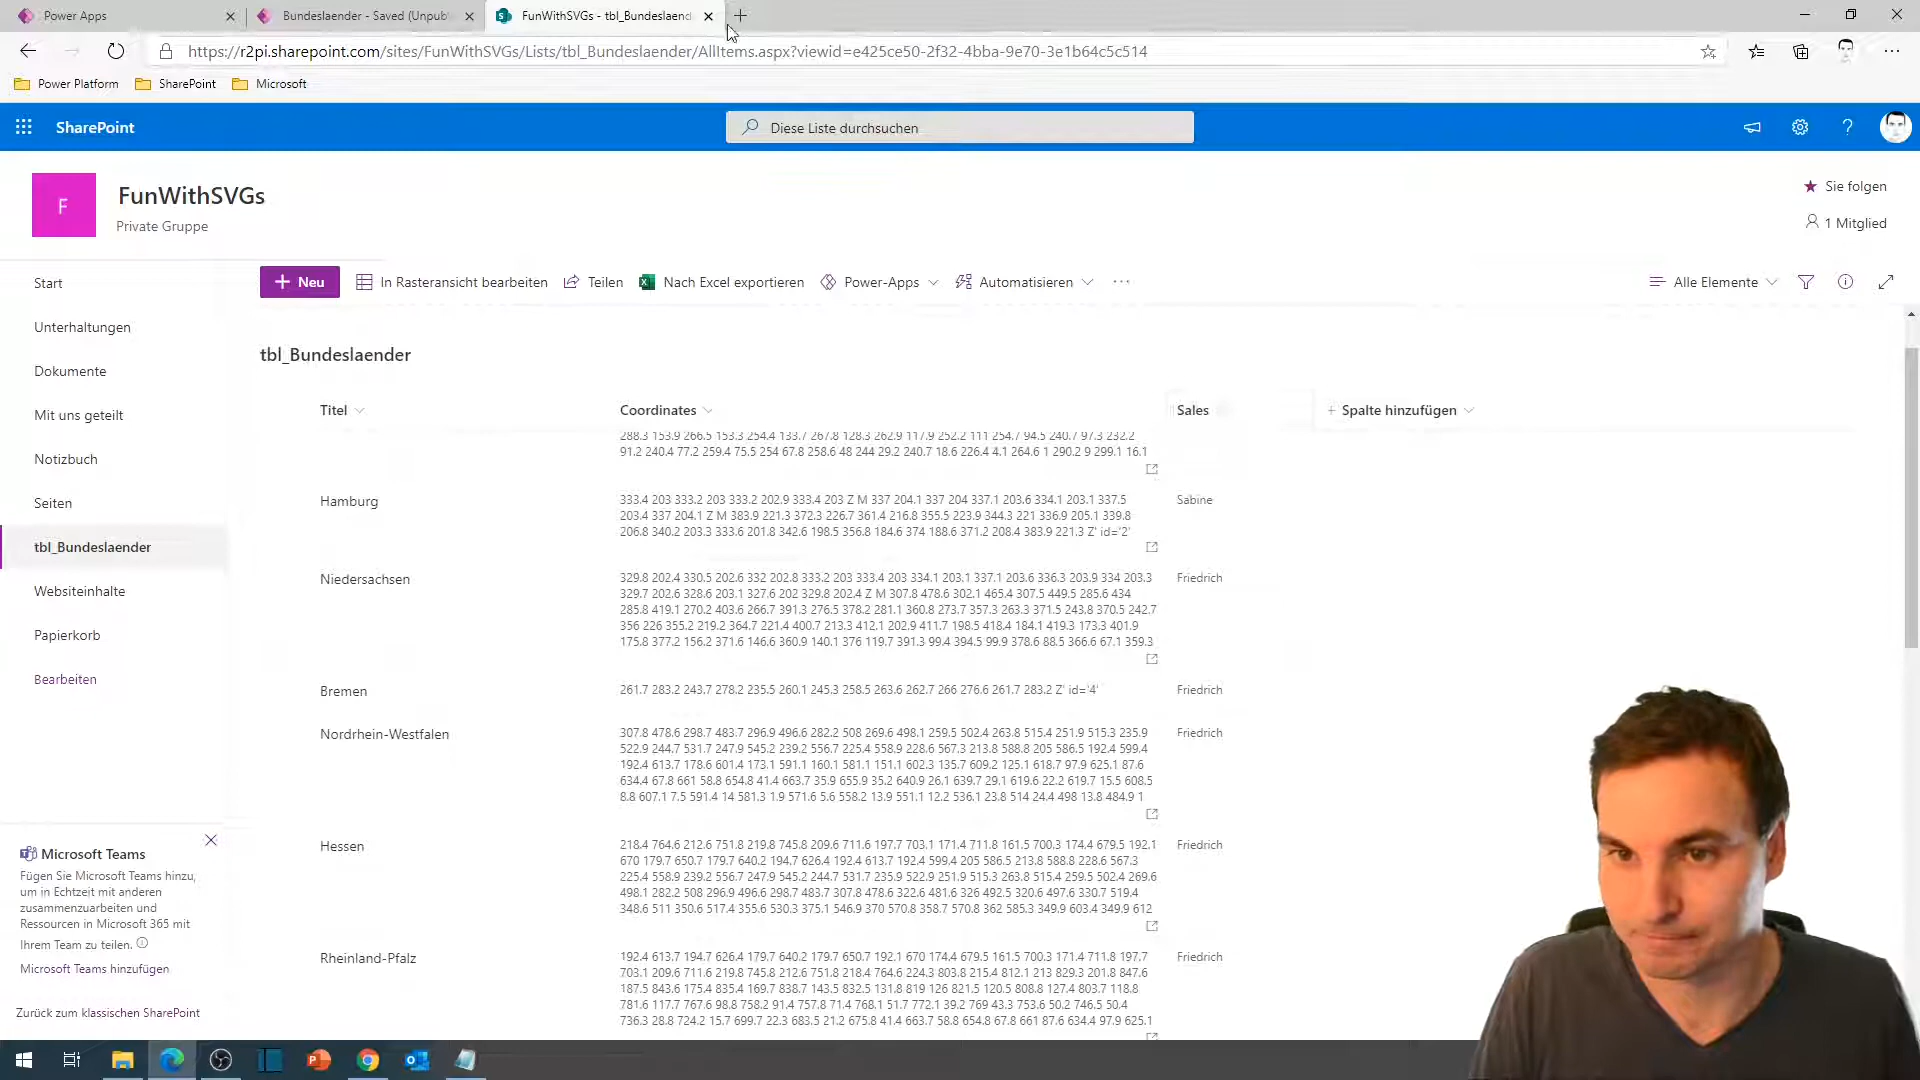 Power Apps
Bundeslaender - Saved (Unpub
FunWithSVGs - tbl_Bundeslaend
https://r2pi.sharepoint.com/sites/FunWithSVGs/Lists/tbl_Bundeslaender/AllItems.aspx?viewid=e425ce50-2f32-4bba-9e70-3e1b64c5c514
Power Platform
SharePoint
Microsoft
SharePoint
Diese Liste durchsuchen
F
FunWithSVGs
Private Gruppe
Sie folgen
1 Mitglied
Start
Unterhaltungen
Dokumente
Mit uns geteilt
Notizbuch
Seiten
tbl_Bundeslaender
Websiteinhalte
Papierkorb
Bearbeiten
Microsoft Teams
Fügen Sie Microsoft Teams hinzu,
um in Echtzeit mit anderen
zusammenzuarbeiten und
Ressourcen in Microsoft 365 mit
Ihrem Team zu teilen.
Microsoft Teams hinzufügen
Zurück zum klassischen SharePoint
+ Neu
In Rasteransicht bearbeiten
Teilen
Nach Excel exportieren
Power-Apps
Automatisieren
...
Alle Elemente
tbl_Bundeslaender
Titel
Coordinates
Sales
+ Spalte hinzufügen
288.3 153.9 266.5 153.3 254.4 133.7 267.8 128.3 262.9 117.9 252.2 111 254.7 94.5 240.7 97.3 232.2
91.2 240.4 77.2 259.4 75.5 254 67.8 258.6 48 244 29.2 240.7 18.6 226.4 4.1 264.6 1 290.2 9 299.1 16.1
Hamburg
333.4 203 333.2 203 333.2 202.9 333.4 203 Z M 337 204.1 337 204 337.1 203.6 334.1 203.1 337.5
203.4 337 204.1 Z M 383.9 221.3 372.3 226.7 361.4 216.8 355.5 223.9 344.3 221 336.9 205.1 339.8
206.8 340.2 203.3 333.6 201.8 342.6 198.5 356.8 184.6 374 188.6 371.2 208.4 383.9 221.3 Z' id='2'
Sabine
Niedersachsen
329.8 202.4 330.5 202.6 332 202.8 333.2 203 333.4 203 334.1 203.1 337.1 203.6 336.3 203.9 334 203.3
329.7 202.6 328.6 203.1 327.6 202 329.8 202.4 Z M 307.8 478.6 302.1 465.4 307.5 449.5 285.6 434
285.8 419.1 270.2 403.6 266.7 391.3 276.5 378.2 281.1 360.8 273.7 357.3 263.3 371.5 243.8 370.5 242.7
356 226 355.2 219.2 364.7 221.4 400.7 213.3 412.1 202.9 411.7 198.5 418.4 184.1 419.3 173.3 401.9
175.8 377.2 156.2 371.6 146.6 360.9 140.1 376 119.7 391.3 99.4 394.5 99.9 378.6 88.5 366.6 67.1 359.3
Friedrich
Bremen
261.7 283.2 243.7 278.2 235.5 260.1 245.3 258.5 263.6 262.7 266 276.6 261.7 283.2 Z' id='4'
Friedrich
Nordrhein-Westfalen
307.8 478.6 298.7 483.7 296.9 496.6 282.2 508 269.6 498.1 259.5 502.4 263.8 515.4 251.9 515.3 235.9
522.9 244.7 531.7 247.9 545.2 239.2 556.7 225.4 558.9 228.6 567.3 213.8 588.8 205 586.5 192.4 599.4
192.4 613.7 178.6 601.4 173.1 591.1 160.1 581.1 151.1 602.3 135.7 609.2 125.1 618.7 97.9 625.1 87.6
634.4 67.8 661 58.8 654.8 41.4 663.7 35.9 655.9 35.2 640.9 26.1 639.7 29.1 619.6 22.2 619.7 15.5 608.5
8.8 607.1 7.5 591.4 14 581.3 1.9 571.6 5.6 558.2 13.9 551.1 12.2 536.1 23.8 514 24.4 498 13.8 484.9 1
Friedrich
Hessen
218.4 764.6 212.6 751.8 219.8 745.8 209.6 711.6 197.7 703.1 171.4 711.8 161.5 700.3 174.4 679.5 192.1
670 179.7 650.7 179.7 640.2 194.7 626.4 192.4 613.7 192.4 599.4 205 586.5 213.8 588.8 228.6 567.3
225.4 558.9 239.2 556.7 247.9 545.2 244.7 531.7 235.9 522.9 251.9 515.3 263.8 515.4 259.5 502.4 269.6
498.1 282.2 508 296.9 496.6 298.7 483.7 307.8 478.6 322.6 481.6 326 492.5 320.6 497.6 330.7 519.4
348.6 511 350.6 517.4 355.6 530.3 375.1 546.9 370 570.8 358.7 570.8 362 585.3 349.9 603.4 349.9 612
Friedrich
Rheinland-Pfalz
192.4 613.7 194.7 626.4 179.7 640.2 179.7 650.7 192.1 670 174.4 679.5 161.5 700.3 171.4 711.8 197.7
703.1 209.6 711.6 219.8 745.8 212.6 751.8 218.4 764.6 224.3 803.8 215.4 812.1 213 829.3 201.8 847.6
187.5 843.6 175.4 835.4 169.7 838.7 143.5 832.5 131.8 819 126 821.5 120.5 808.8 127.4 803.7 118.8
781.6 117.7 767.6 98.8 758.2 91.4 757.8 71.4 768.1 51.7 772.1 39.2 769 43.3 753.6 50.2 746.5 50.4
736.3 28.8 724.2 15.7 699.7 22.3 683.5 21.2 675.8 41.4 663.7 58.8 654.8 67.8 661 87.6 634.4 97.9 625.1
Friedrich